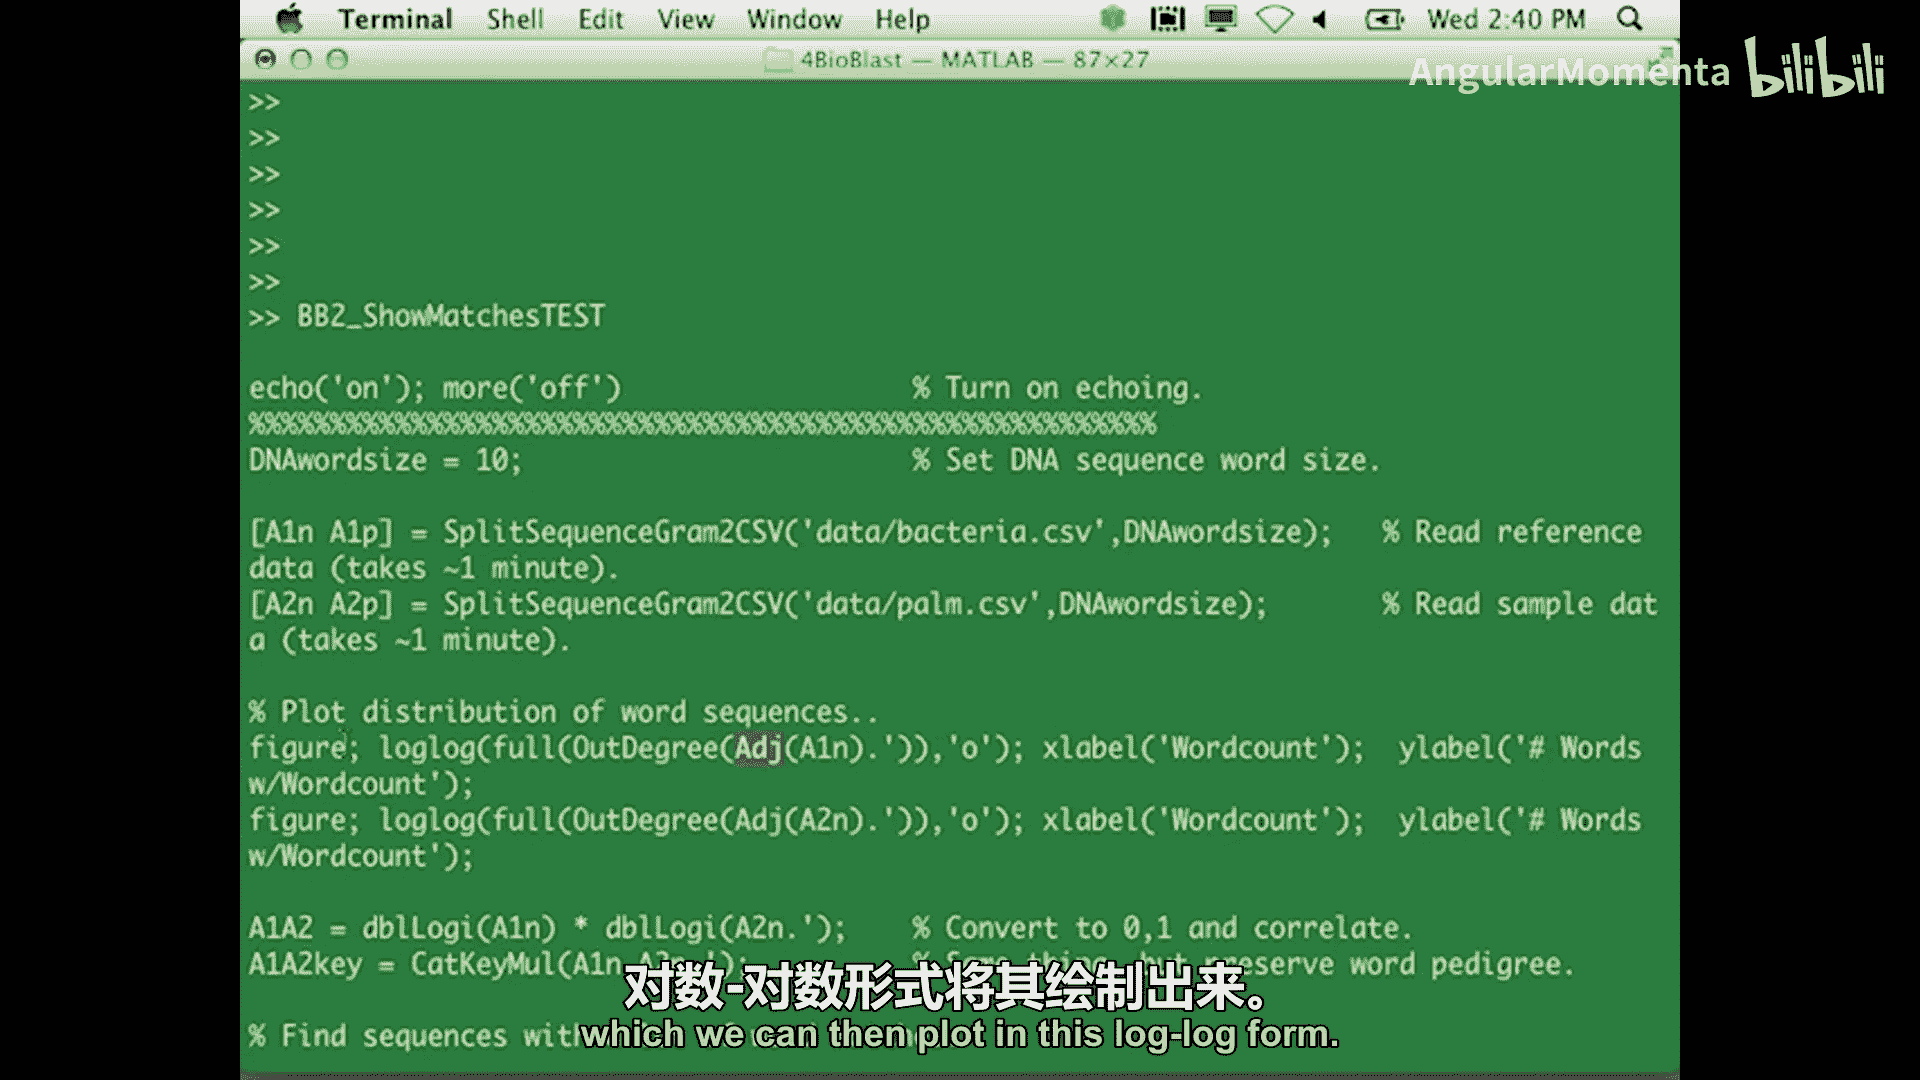 Terminal Shell Edit View Window Help Wed 2:40 PM
4BioBlast — MATLAB — 87×27
AngularMomenta bilibili
>>
>>
>>
>>
>>
>>
>> BB2_ShowMatchesTEST
echo('on'); more('off') % Turn on echoing.
%%%%%%%%%%%%%%%%%%%%%%%%%%%%%%%%%%%%%%%%%%%%%%%%%%%%%%%%
DNAwordsize = 10; % Set DNA sequence word size.
[A1n A1p] = SplitSequenceGram2CSV('data/bacteria.csv',DNAwordsize); % Read reference
data (takes ~1 minute).
[A2n A2p] = SplitSequenceGram2CSV('data/palm.csv',DNAwordsize); % Read sample dat
a (takes ~1 minute).
% Plot distribution of word sequences..
figure; loglog(full(OutDegree(Adj(A1n).')),'o'); xlabel('Wordcount'); ylabel('# Words
w/Wordcount');
figure; loglog(full(OutDegree(Adj(A2n).')),'o'); xlabel('Wordcount'); ylabel('# Words
w/Wordcount');
A1A2 = dblLogi(A1n) * dblLogi(A2n.'); % Convert to 0,1 and correlate.
A1A2key = CatKeyMul(A1n word pedigree.
对数-对数形式将其绘制出来。
% Find sequences
which we can then plot in this log-log form.